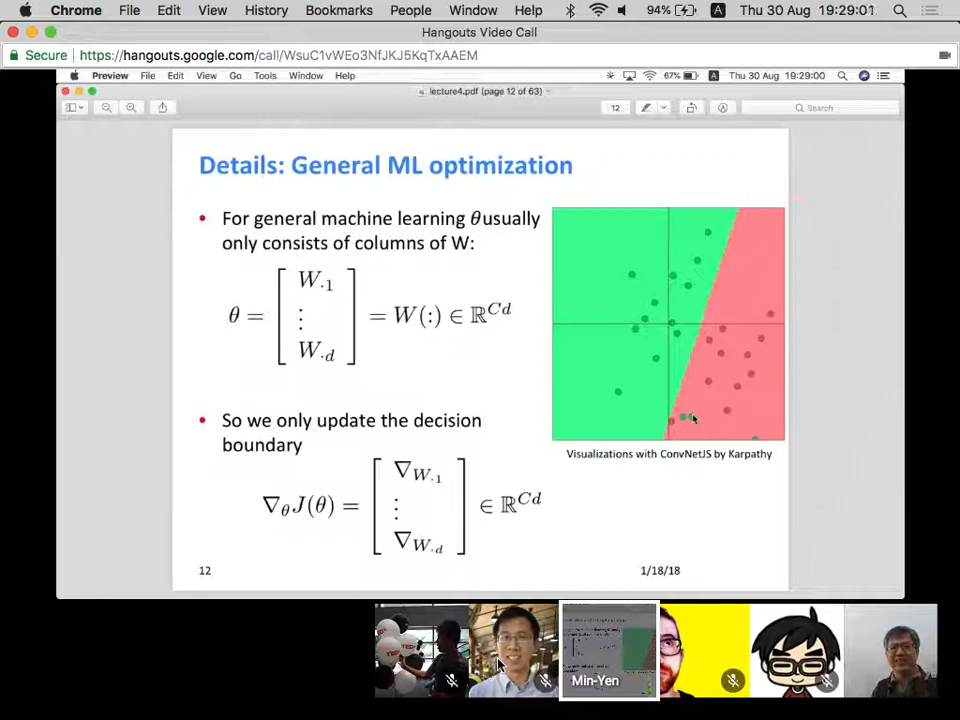 Chrome File Edit View History Bookmarks People Window Help 94% A Thu 30 Aug 19:29:01
Hangouts Video Call
Secure https://hangouts.google.com/call/WsuC1vWEo3NfJKJ5KqTxAAEM
Preview File Edit View Go Tools Window Help 67% A Thu 30 Aug 19:29:00
lecture4.pdf (page 12 of 63)
12 Search
Details: General ML optimization
• For general machine learning θ usually
only consists of columns of W:
θ = [ W.1 ⋮ W.d ] = W(:) ∈ ℝ^Cd
• So we only update the decision
boundary
Visualizations with ConvNetJS by Karpathy
∇θ J(θ) = [ ∇W.1 ⋮ ∇W.d ] ∈ ℝ^Cd
12 1/18/18
TED
Min-Yen